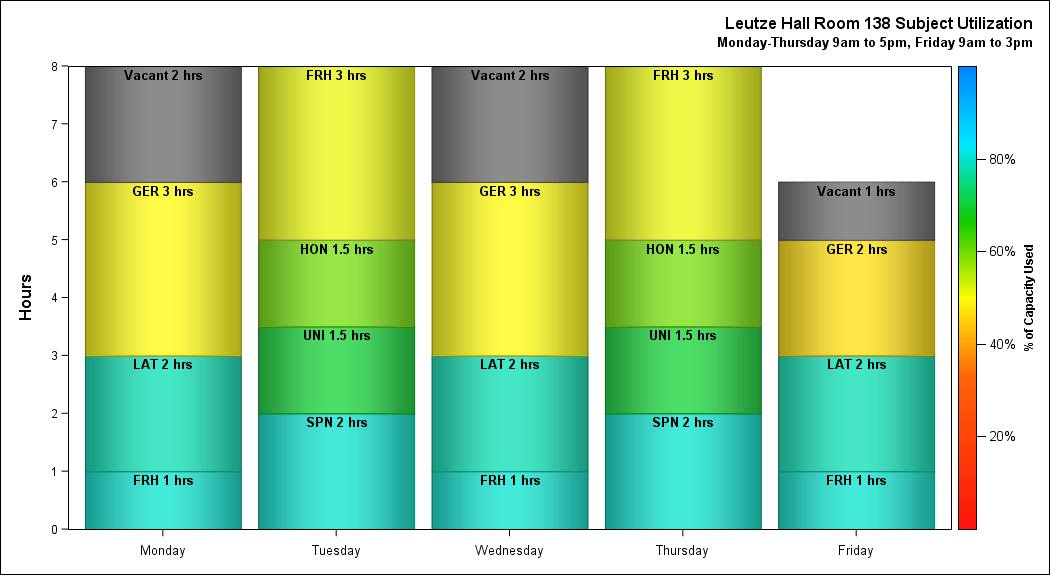 Leutze Hall Room 138 Subject Utilization
Monday-Thursday 9am to 5pm, Friday 9am to 3pm
Hours
8
7
6
5
4
3
2
1
0
Vacant 2 hrs
GER 3 hrs
LAT 2 hrs
FRH 1 hrs
FRH 3 hrs
HON 1.5 hrs
UNI 1.5 hrs
SPN 2 hrs
Vacant 2 hrs
GER 3 hrs
LAT 2 hrs
FRH 1 hrs
FRH 3 hrs
HON 1.5 hrs
UNI 1.5 hrs
SPN 2 hrs
Vacant 1 hrs
GER 2 hrs
LAT 2 hrs
FRH 1 hrs
Monday Tuesday Wednesday Thursday Friday
80%
60%
40%
20%
% of Capacity Used